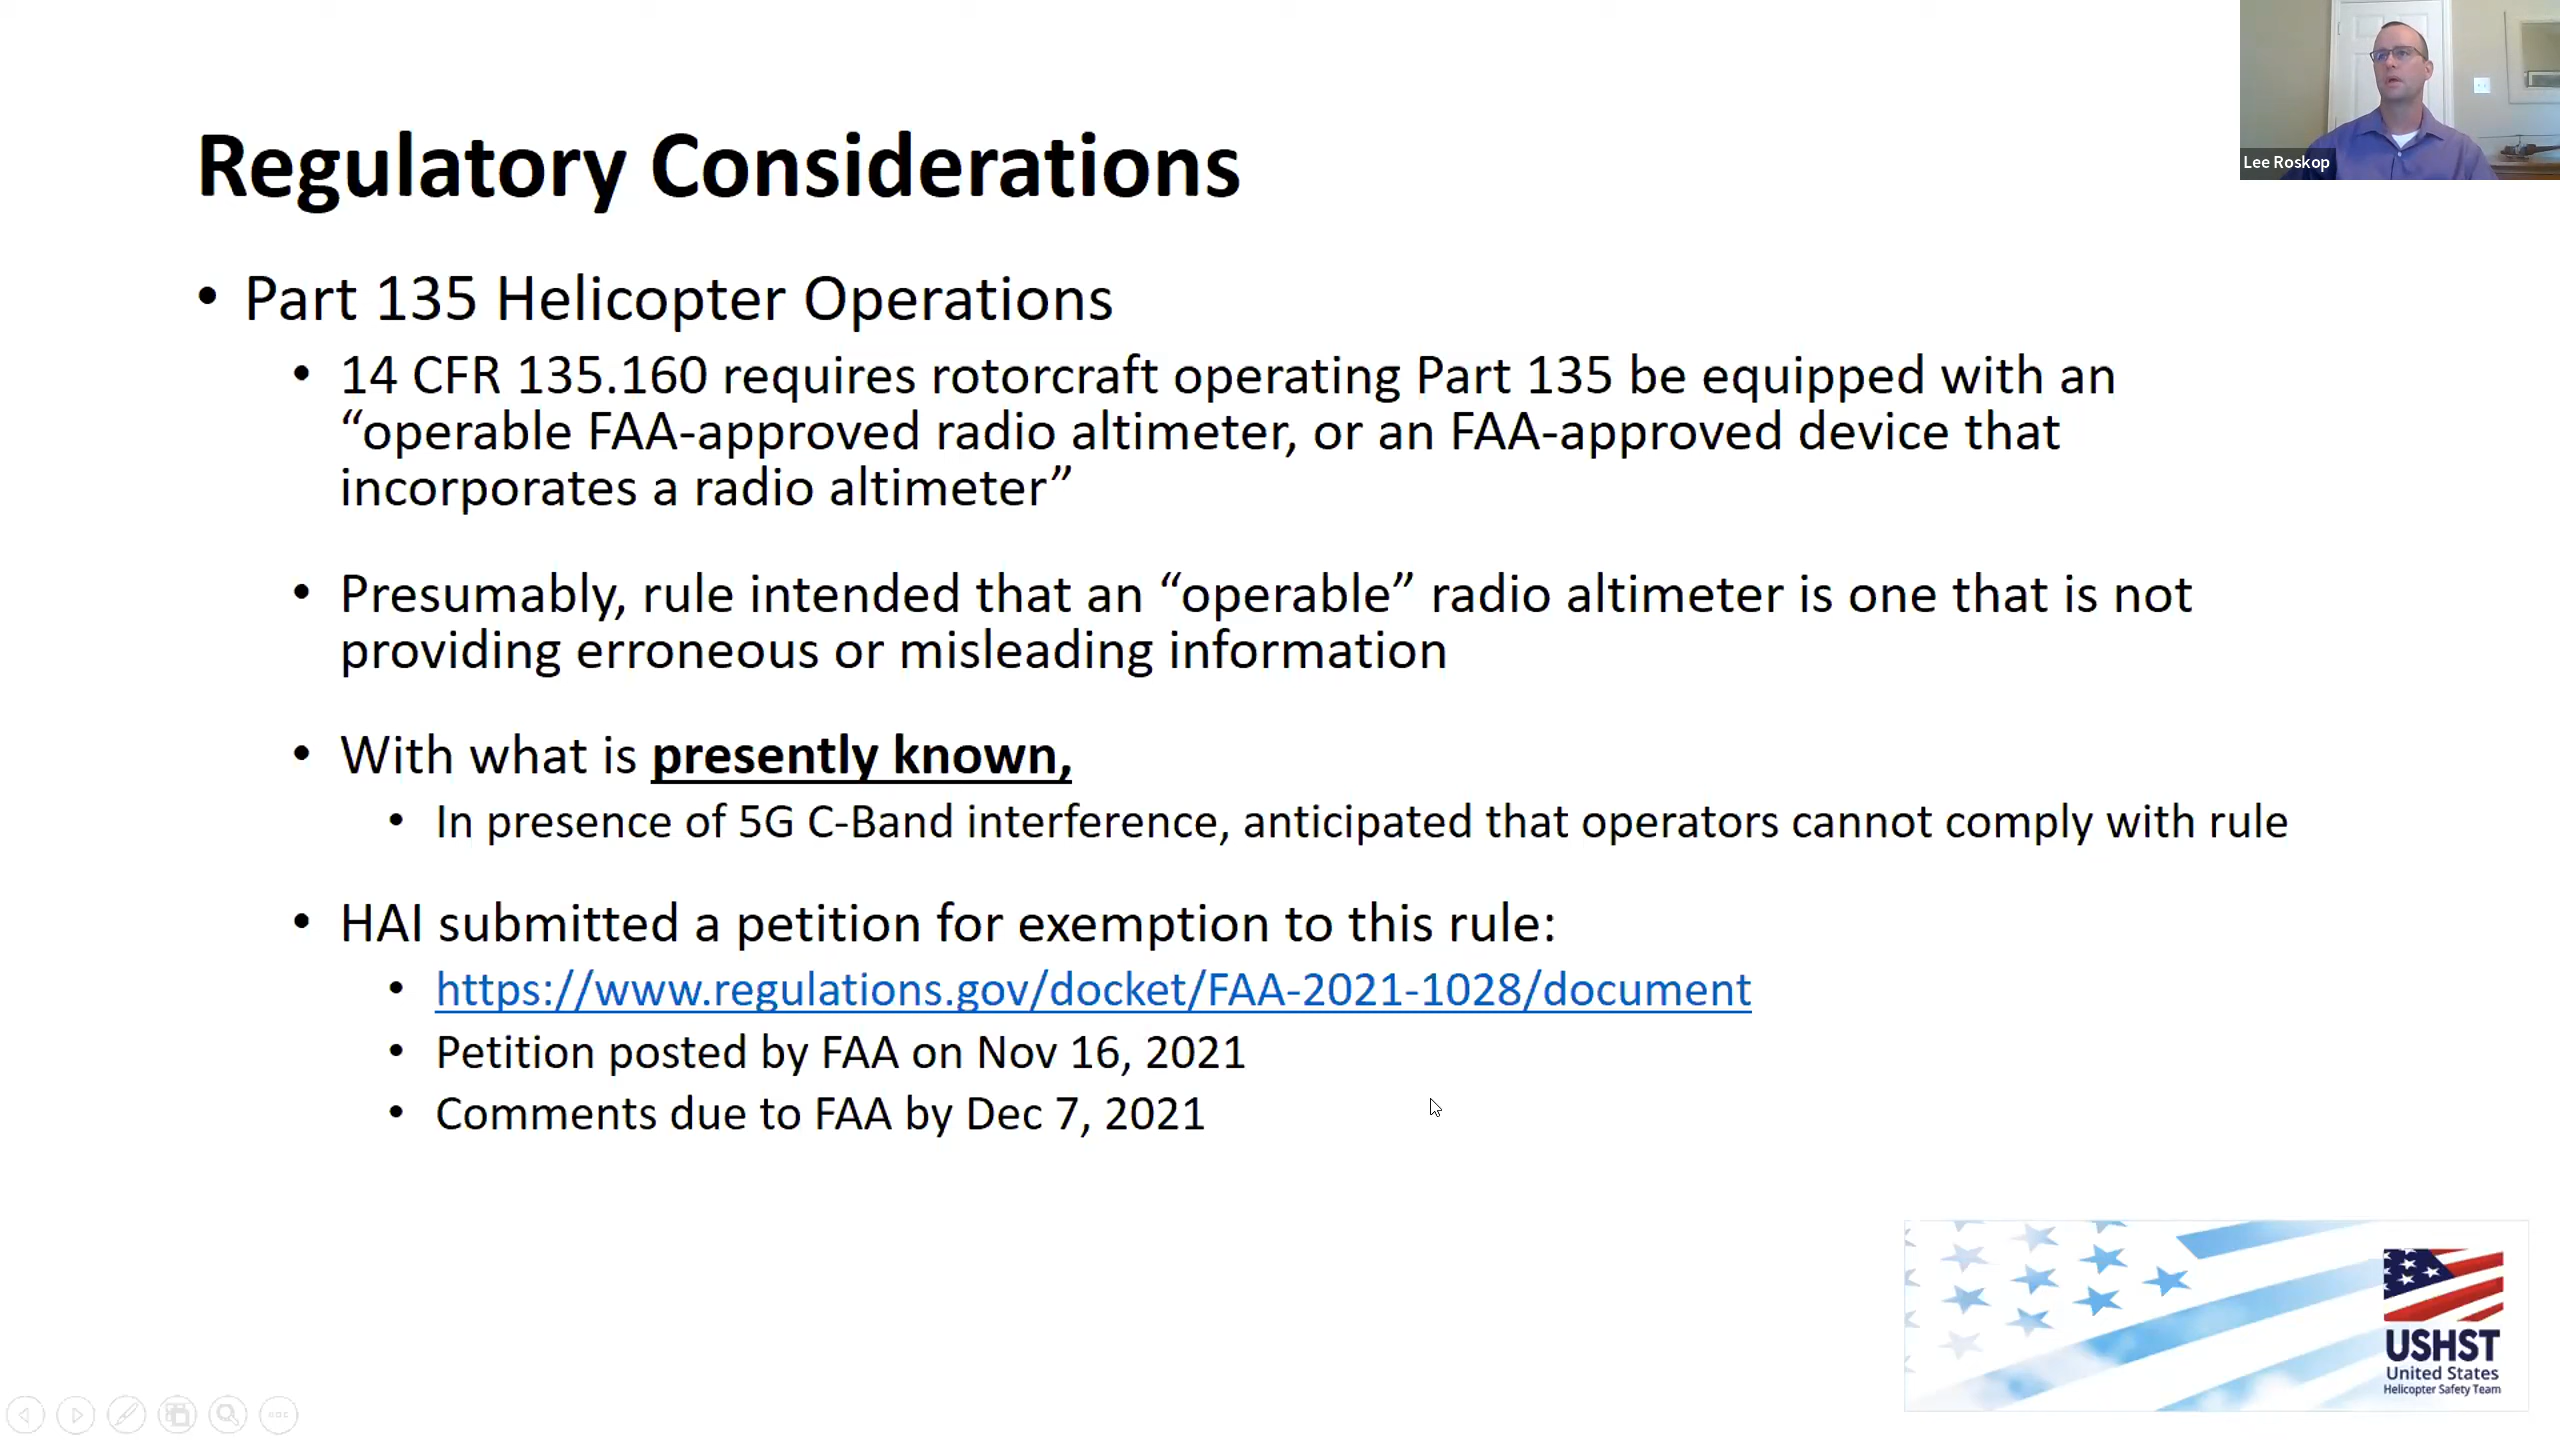 Lee Roskop
Regulatory Considerations
• Part 135 Helicopter Operations
• 14 CFR 135.160 requires rotorcraft operating Part 135 be equipped with an
“operable FAA-approved radio altimeter, or an FAA-approved device that
incorporates a radio altimeter”
• Presumably, rule intended that an “operable” radio altimeter is one that is not
providing erroneous or misleading information
• With what is presently known,
• In presence of 5G C-Band interference, anticipated that operators cannot comply with rule
• HAI submitted a petition for exemption to this rule:
• https://www.regulations.gov/docket/FAA-2021-1028/document
• Petition posted by FAA on Nov 16, 2021
• Comments due to FAA by Dec 7, 2021
USHST
United States
Helicopter Safety Team